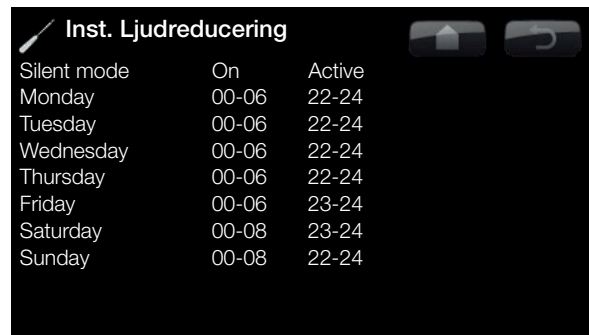 Inst. Ljudreducering
Silent mode On Active
Monday 00-06 22-24
Tuesday 00-06 22-24
Wednesday 00-06 22-24
Thursday 00-06 22-24
Friday 00-06 23-24
Saturday 00-08 23-24
Sunday 00-08 22-24